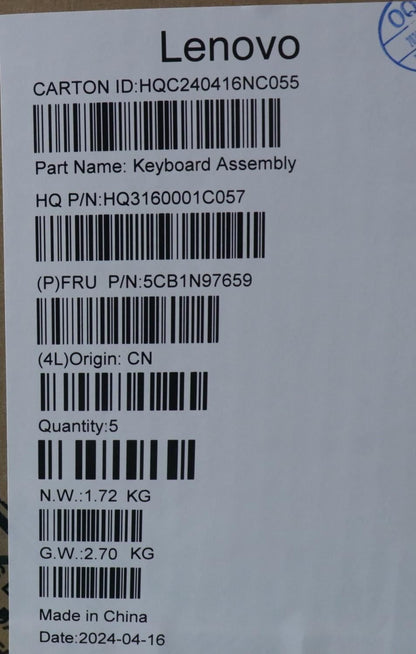 Lenovo
CARTON ID:HQC240416NC055
Part Name: Keyboard Assembly
HQ P/N:HQ3160001C057
(P)FRU P/N:5CB1N97659
(4L)Origin: CN
Quantity:5
N.W.:1.72 KG
G.W.:2.70 KG
Made in China
Date:2024-04-16